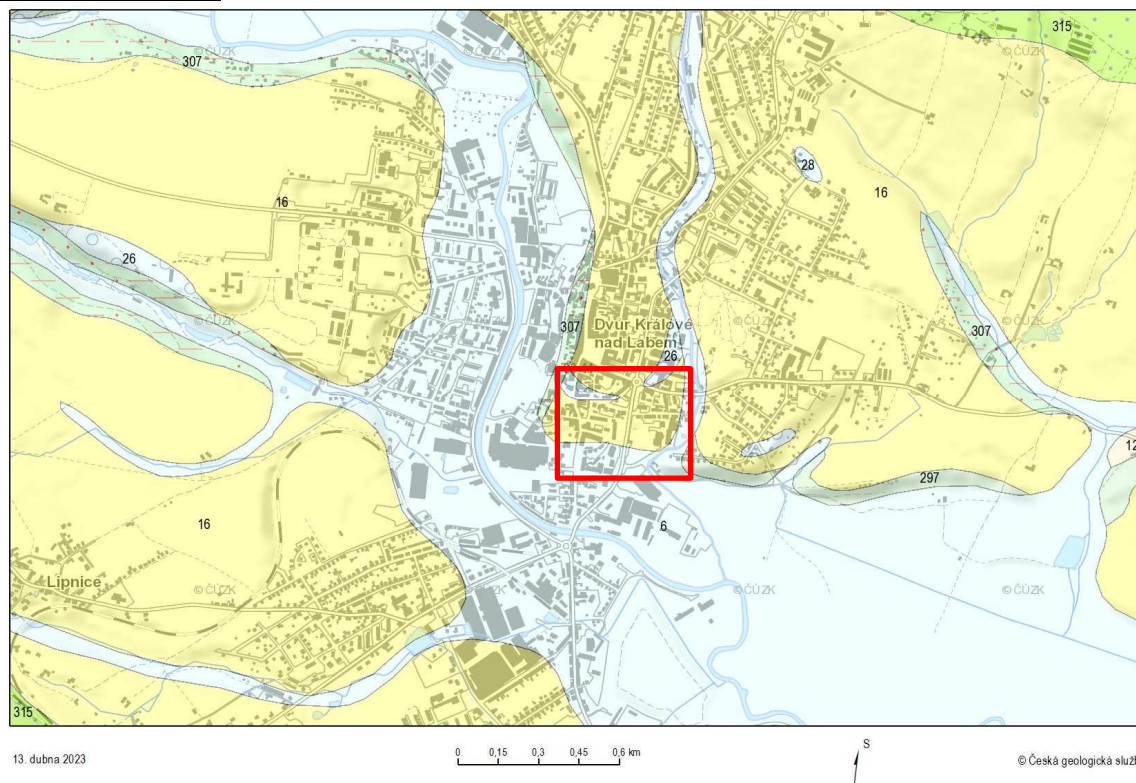 315
© ČÚZK
© ČÚZK
© ČÚZK
307
28
16
16
26
© ČÚZK
307
Dvůr Králové
nad Labem
© ČÚZK
307
© ČÚZK
26
12
297
16
6
Lipnice
© ČÚZK
© ČÚZK
© ČÚZK
315
13. dubna 2023
0 0,15 0,3 0,45 0,6 km
S
© Česká geologická služb